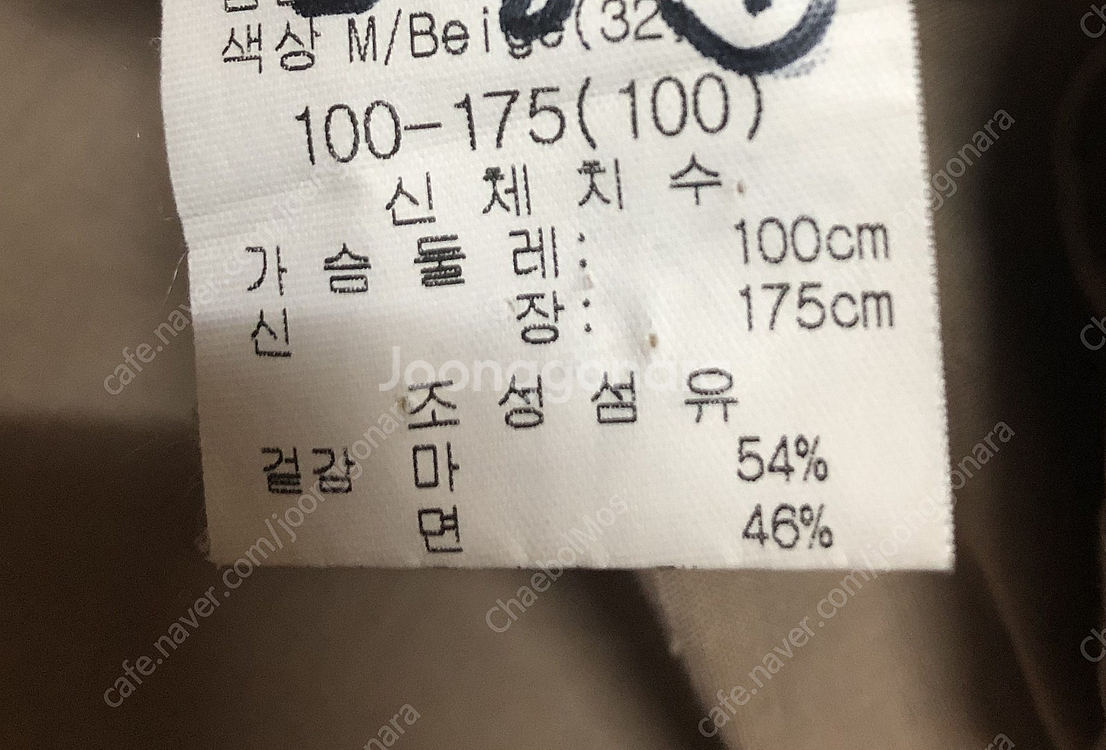 색상 M/Beige(32
100-175(100)
신 체 치 수
가 슴 둘 레: 100cm
신 장: 175cm
조 성 섬 유
겉감 마 54%
면 46%
Joonggonara
cafe.naver.com/joonggonara
ChaebolMos